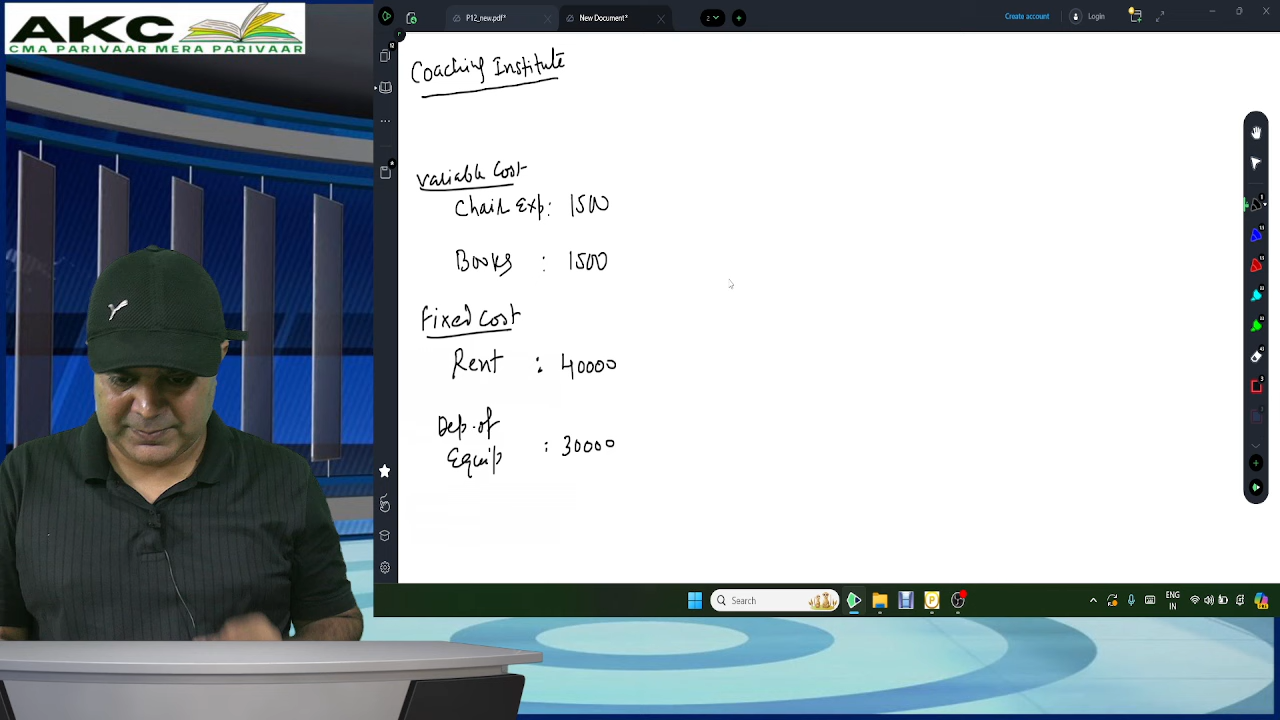 AKC
CMA PARIVAAR MERA PARIVAAR
P12_new.pdf*
New Document*
2
Create account
Login
Coaching Institute
Variable Cost
Chair Exp: 1500
Books : 1500
Fixed Cost
Rent : 40000
Dep. of
Equip : 30000
Search
ENG
IN